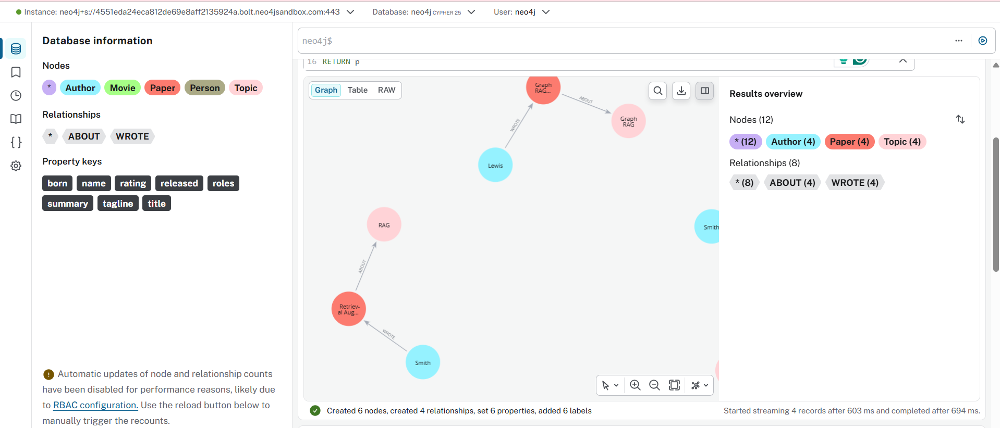 Instance: neo4j+s://4551eda24eca812de69e8aff2135924a.bolt.neo4jsandbox.com:443
Database: neo4j CYPHER 25
User: neo4j
Database information
Nodes
* Author Movie Paper Person Topic
Relationships
* ABOUT WROTE
Property keys
born name rating released roles
summary tagline title
! Automatic updates of node and relationship counts
have been disabled for performance reasons, likely due
to RBAC configuration. Use the reload button below to
manually trigger the recounts.
neo4j$
16 RETURN p
Graph Table RAW
Graph
RAG...
ABOUT
Graph
RAG
WROTE
Lewis
RAG
Smith
ABOUT
Retriev-
al Aug...
WROTE
Smith
Results overview
Nodes (12)
* (12) Author (4) Paper (4) Topic (4)
Relationships (8)
* (8) ABOUT (4) WROTE (4)
Created 6 nodes, created 4 relationships, set 6 properties, added 6 labels
Started streaming 4 records after 603 ms and completed after 694 ms.